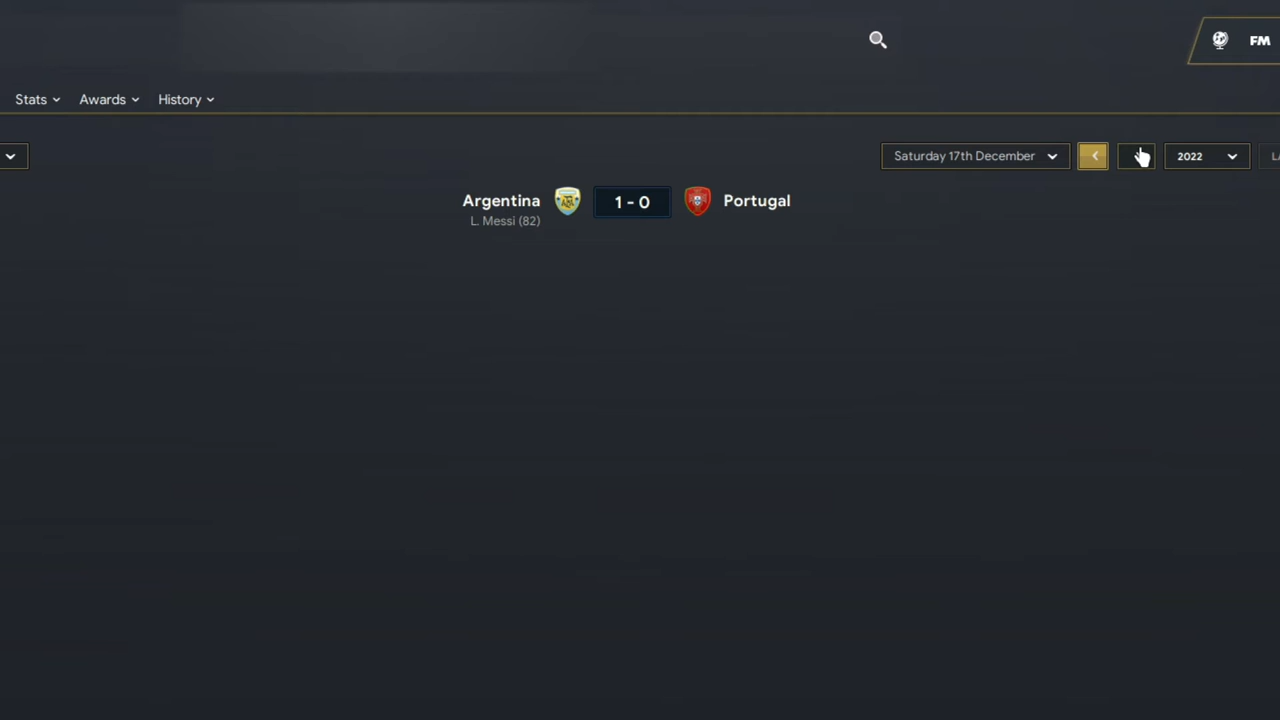 FM
Stats
Awards
History
Saturday 17th December
2022
Argentina
1 - 0
Portugal
L. Messi (82)